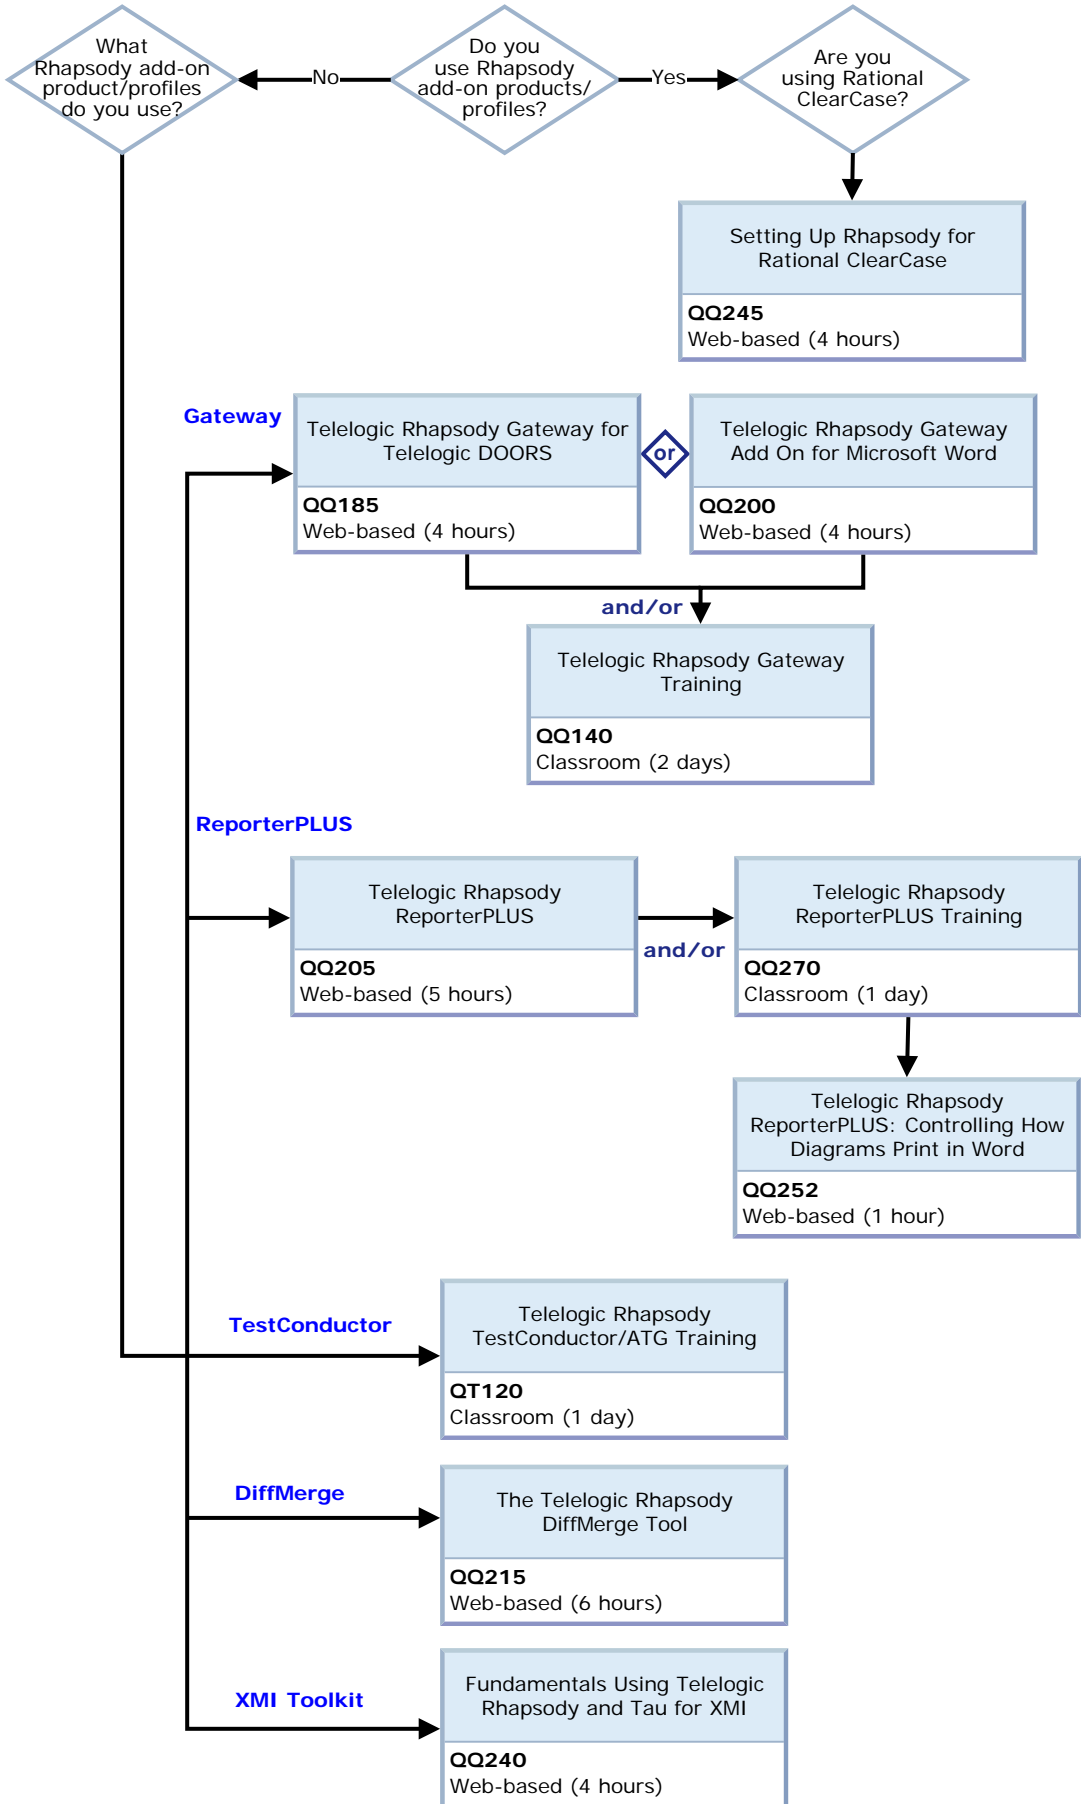 What
Rhapsody add-on
product/profiles
do you use?
No
Do you
use Rhapsody
add-on products/
profiles?
Yes
Are you
using Rational
ClearCase?
Setting Up Rhapsody for
Rational ClearCase
QQ245
Web-based (4 hours)
Gateway
Telelogic Rhapsody Gateway for
Telelogic DOORS
QQ185
Web-based (4 hours)
or
Telelogic Rhapsody Gateway
Add On for Microsoft Word
QQ200
Web-based (4 hours)
and/or
Telelogic Rhapsody Gateway
Training
QQ140
Classroom (2 days)
ReporterPLUS
Telelogic Rhapsody
ReporterPLUS
QQ205
Web-based (5 hours)
and/or
Telelogic Rhapsody
ReporterPLUS Training
QQ270
Classroom (1 day)
Telelogic Rhapsody
ReporterPLUS: Controlling How
Diagrams Print in Word
QQ252
Web-based (1 hour)
TestConductor
Telelogic Rhapsody
TestConductor/ATG Training
QT120
Classroom (1 day)
DiffMerge
The Telelogic Rhapsody
DiffMerge Tool
QQ215
Web-based (6 hours)
XMI Toolkit
Fundamentals Using Telelogic
Rhapsody and Tau for XMI
QQ240
Web-based (4 hours)